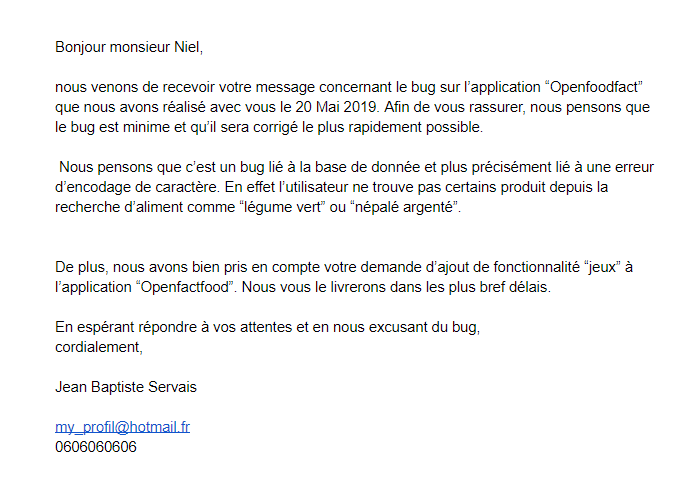 Bonjour monsieur Niel,
nous venons de recevoir votre message concernant le bug sur l’application “Openfoodfact”
que nous avons réalisé avec vous le 20 Mai 2019. Afin de vous rassurer, nous pensons que
le bug est minime et qu’il sera corrigé le plus rapidement possible.
Nous pensons que c’est un bug lié à la base de donnée et plus précisément lié à une erreur
d’encodage de caractère. En effet l’utilisateur ne trouve pas certains produit depuis la
recherche d’aliment comme “légume vert” ou “népalé argenté”.
De plus, nous avons bien pris en compte votre demande d’ajout de fonctionnalité “jeux” à
l’application “Openfactfood”. Nous vous le livrerons dans les plus bref délais.
En espérant répondre à vos attentes et en nous excusant du bug,
cordialement,
Jean Baptiste Servais
my_profil@hotmail.fr
0606060606